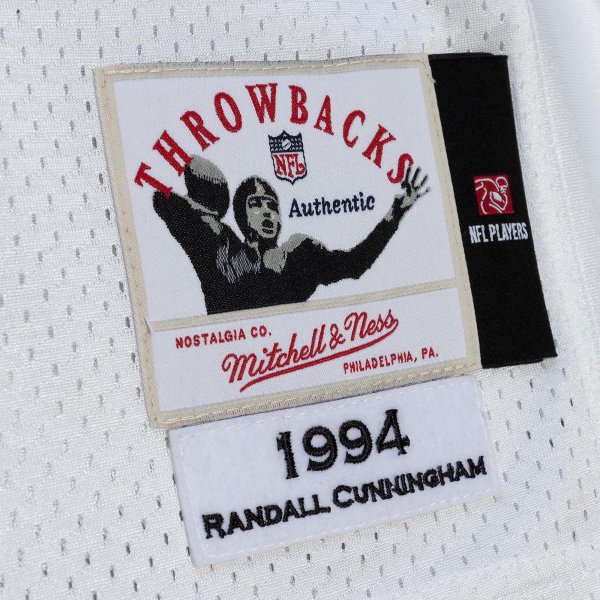 THROWBACKS
NFL
Authentic
NFL PLAYERS
NOSTALGIA CO.
Mitchell & Ness
PHILADELPHIA, PA.
1994
RANDALL CUNNINGHAM